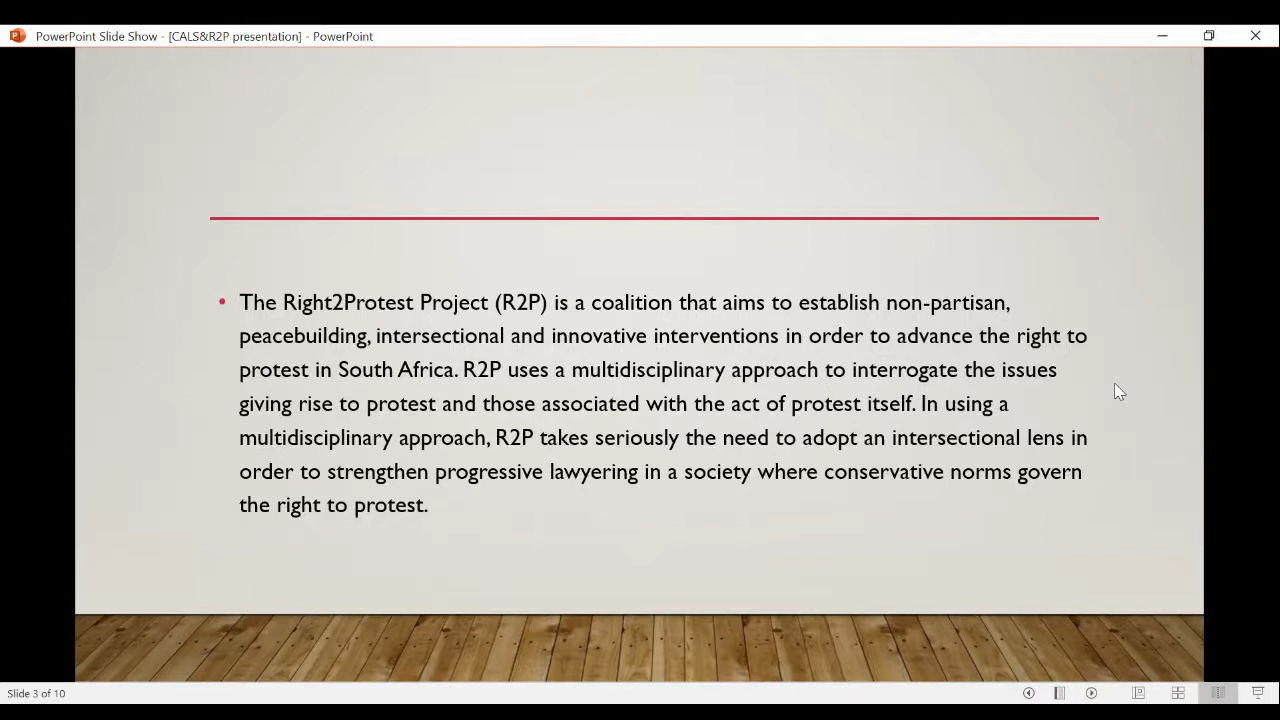 PowerPoint Slide Show - [CALS&R2P presentation] - PowerPoint
• The Right2Protest Project (R2P) is a coalition that aims to establish non-partisan,
peacebuilding, intersectional and innovative interventions in order to advance the right to
protest in South Africa. R2P uses a multidisciplinary approach to interrogate the issues
giving rise to protest and those associated with the act of protest itself. In using a
multidisciplinary approach, R2P takes seriously the need to adopt an intersectional lens in
order to strengthen progressive lawyering in a society where conservative norms govern
the right to protest.
Slide 3 of 10